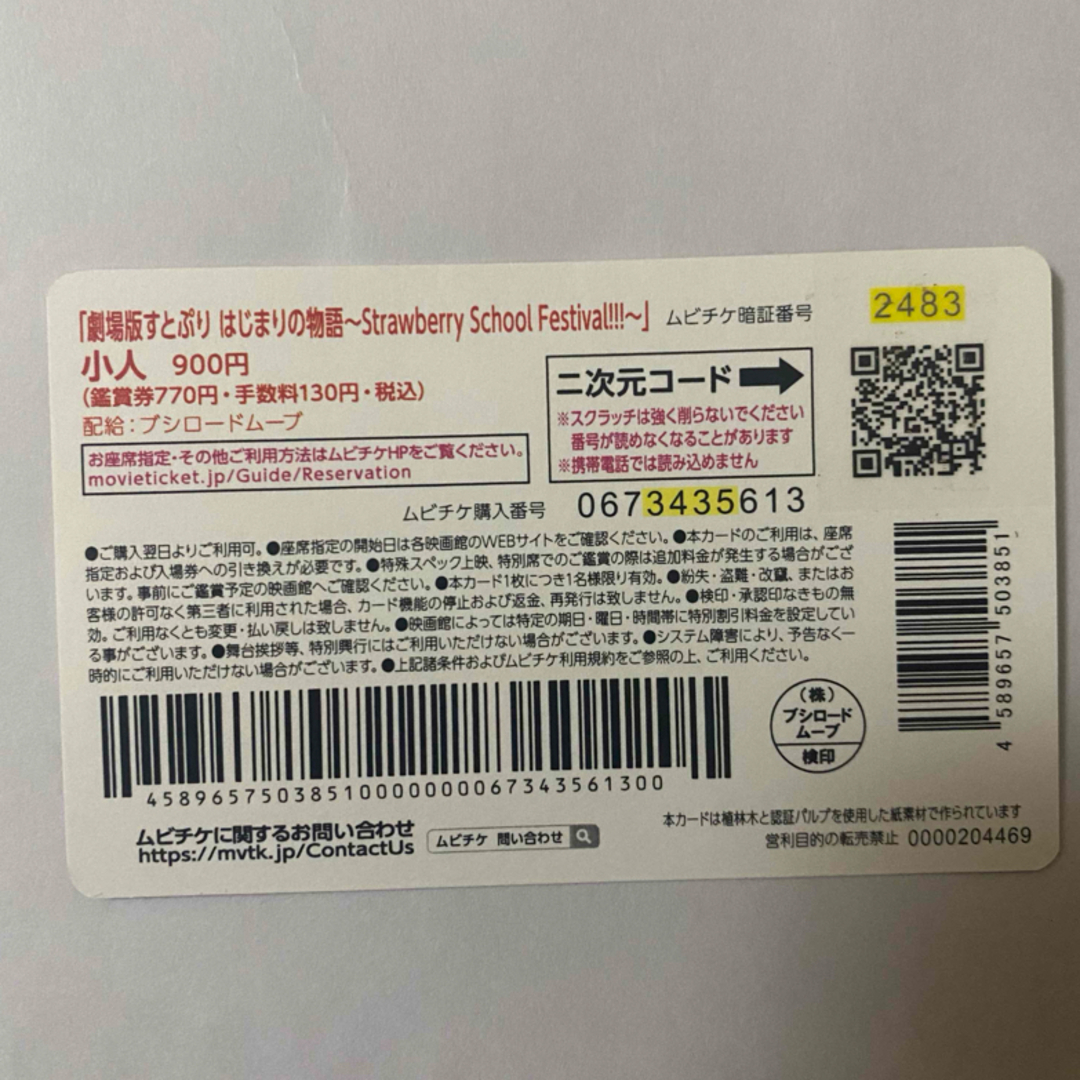 「劇場版すとぷり はじまりの物語～Strawberry School Festival!!!～」
ムビチケ暗証番号
2483
小人 900円
（鑑賞券770円・手数料130円・税込）
配給：ブシロードムーブ
お座席指定・その他ご利用方法はムビチケHPをご覧ください。
movieticket.jp/Guide/Reservation
二次元コード
※スクラッチは強く削らないでください
番号が読めなくなることがあります
※携帯電話では読み込めません
ムビチケ購入番号 0673435613
●ご購入翌日よりご利用可。●座席指定の開始日は各映画館のWEBサイトをご確認ください。●本カードのご利用は、座席
指定および入場券への引き換えが必要です。●特殊スペック上映、特別席でのご鑑賞の際は追加料金が発生する場合がござ
います。事前にご鑑賞予定の映画館へご確認ください。●本カード1枚につき1名様限り有効。●紛失・盗難・改竄、またはお
客様の許可なく第三者に利用された場合、カード機能の停止および返金、再発行は致しません。●検印・承認印なきもの無
効。ご利用なくとも変更・払い戻しは致しません。●映画館によっては特定の期日・曜日・時間帯に特別割引料金を設定してい
る事がございます。●舞台挨拶等、特別興行にはご利用いただけない場合がございます。●システム障害により、予告なく一
時的にご利用いただけない場合がございます。●上記諸条件およびムビチケ利用規約をご参照の上、ご利用ください。
4 589657 503851
458965750385100000000067343561300
（株）
ブシロード
ムーブ
検印
ムビチケに関するお問い合わせ
https://mvtk.jp/ContactUs
ムビチケ 問い合わせ
本カードは植林木と認証パルプを使用した紙素材で作られています
営利目的の転売禁止 0000204469